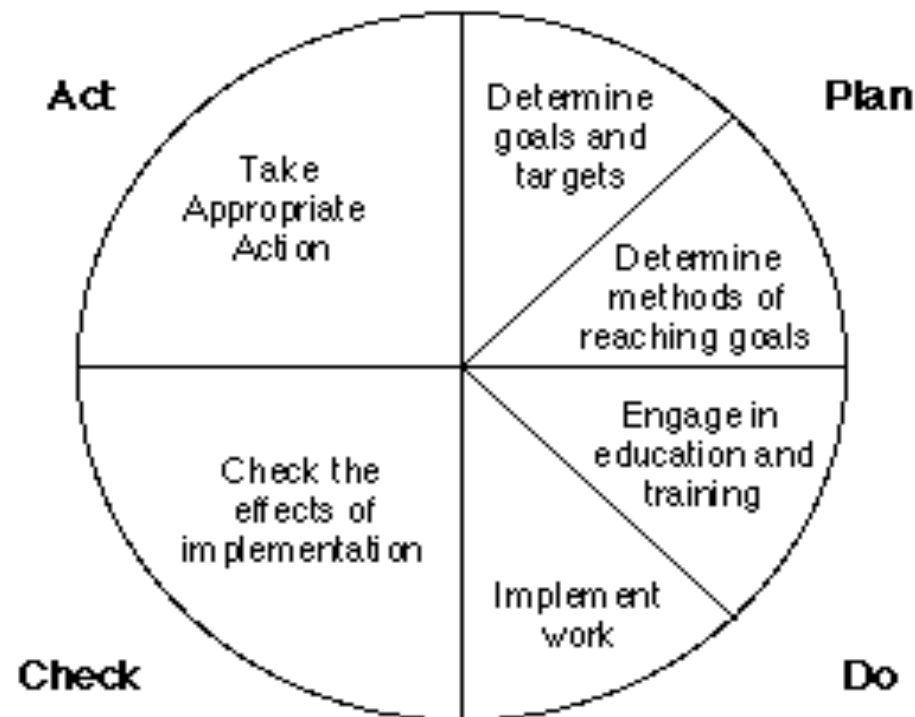 Act
Plan
Determine
goals and
targets
Determine
methods of
reaching goals
Engage in
education and
training
Implement
work
Do
Check the
effects of
implementation
Check
Take
Appropriate
Action